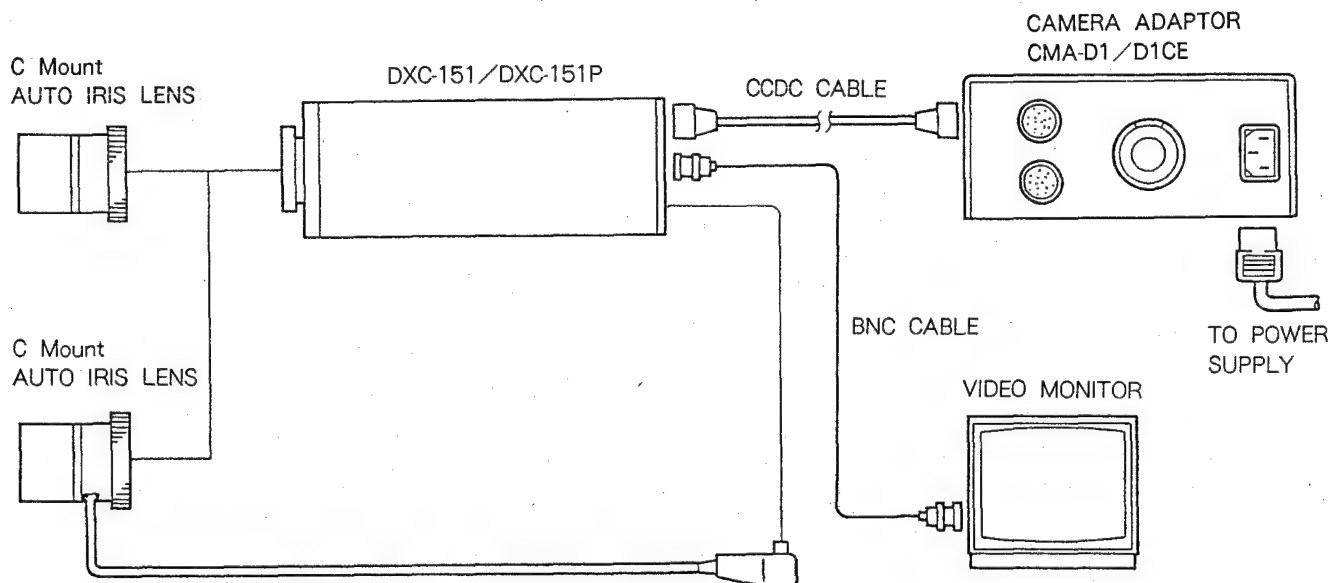 CAMERA ADAPTOR
CMA-D1/D1CE
C Mount
AUTO IRIS LENS
DXC-151/DXC-151P
CCDC CABLE
BNC CABLE
TO POWER
SUPPLY
C Mount
AUTO IRIS LENS
VIDEO MONITOR